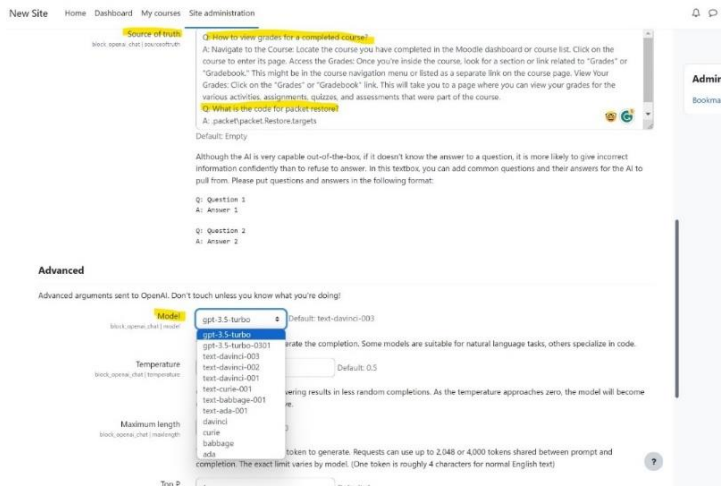 New Site Home Dashboard My courses Site administration
Source of truth
block_openai_chat | sourceoftruth
Q: How to view grades for a completed course?
A: Navigate to the Course: Locate the course you have completed in the Moodle dashboard or course list. Click on the
course to enter its page. Access the Grades: Once you're inside the course, look for a section or link related to "Grades" or
"Gradebook." This might be in the course navigation menu or listed as a separate link on the course page. View Your
Grades: Click on the "Grades" or "Gradebook" link. This will take you to a page where you can view your grades for the
various activities, assignments, quizzes, and assessments that were part of the course.
Q: What is the code for packet restore?
A: .packet\packet.Restore.targets
Default: Empty
Although the AI is very capable out-of-the-box, if it doesn't know the answer to a question, it is more likely to give incorrect
information confidently than to refuse to answer. In this textbox, you can add common questions and their answers for the AI to
pull from. Please put questions and answers in the following format:
Q: Question 1
A: Answer 1
Q: Question 2
A: Answer 2
Admin
Bookma
Advanced
Advanced arguments sent to OpenAI. Don't touch unless you know what you're doing!
Model
block_openai_chat | model
gpt-3.5-turbo Default: text-davinci-003
gpt-3.5-turbo
gpt-3.5-turbo-0301
text-davinci-003
text-davinci-002
text-davinci-001
text-curie-001
text-babbage-001
text-ada-001
davinci
curie
babbage
ada
erate the completion. Some models are suitable for natural language tasks, others specialize in code.
Temperature
block_openai_chat | temperature
Default: 0.5
wering results in less random completions. As the temperature approaches zero, the model will become
ve.
Maximum length
block_openai_chat | maxlength
token to generate. Requests can use up to 2,048 or 4,000 tokens shared between prompt and
completion. The exact limit varies by model. (One token is roughly 4 characters for normal English text)
?
Top P